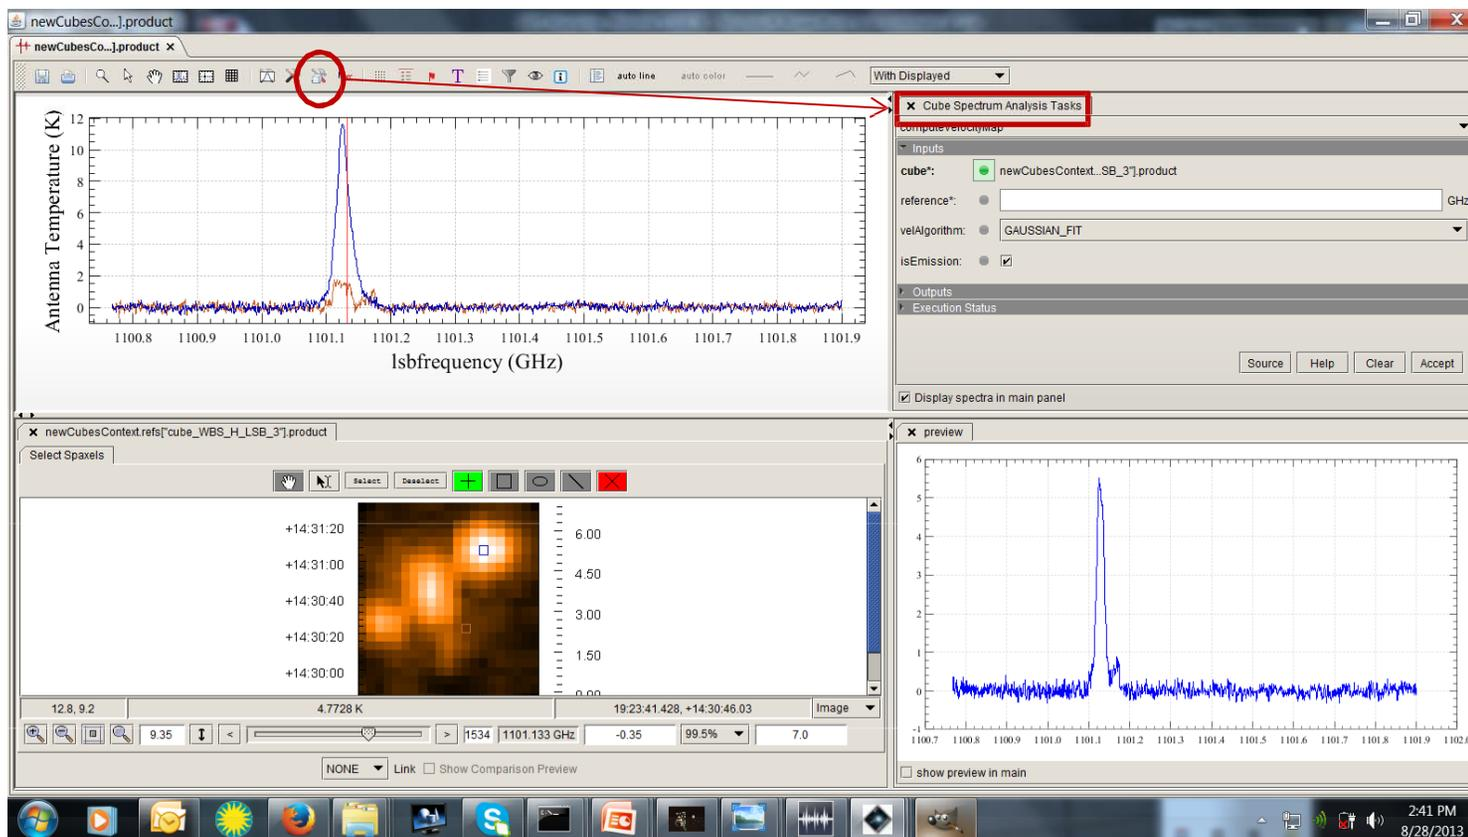 newCubesCo...].product
newCubesCo...].product
T
auto line
auto color
With Displayed
Antenna Temperature (K)
12
10
8
6
4
2
0
1100.8 1100.9 1101.0 1101.1 1101.2 1101.3 1101.4 1101.5 1101.6 1101.7 1101.8 1101.9
lsbfrequency (GHz)
Cube Spectrum Analysis Tasks
computeVelocityMap
Inputs
cube*: newCubesContext...SB_3"].product
reference*: GHz
velAlgorithm: GAUSSIAN_FIT
isEmission:
Outputs
Execution Status
Source Help Clear Accept
Display spectra in main panel
newCubesContext.refs["cube_WBS_H_LSB_3"].product
Select Spaxels
Select Deselect
+14:31:20
+14:31:00
+14:30:40
+14:30:20
+14:30:00
6.00
4.50
3.00
1.50
0.00
12.8, 9.2 4.7728 K 19:23:41.428, +14:30:46.03 Image
9.35 < > 1534 1101.133 GHz -0.35 99.5% 7.0
NONE Link Show Comparison Preview
preview
6
5
4
3
2
1
0
-1
1100.7 1100.8 1100.9 1101.0 1101.1 1101.2 1101.3 1101.4 1101.5 1101.6 1101.7 1101.8 1101.9 1102.0
show preview in main
2:41 PM
8/28/2013